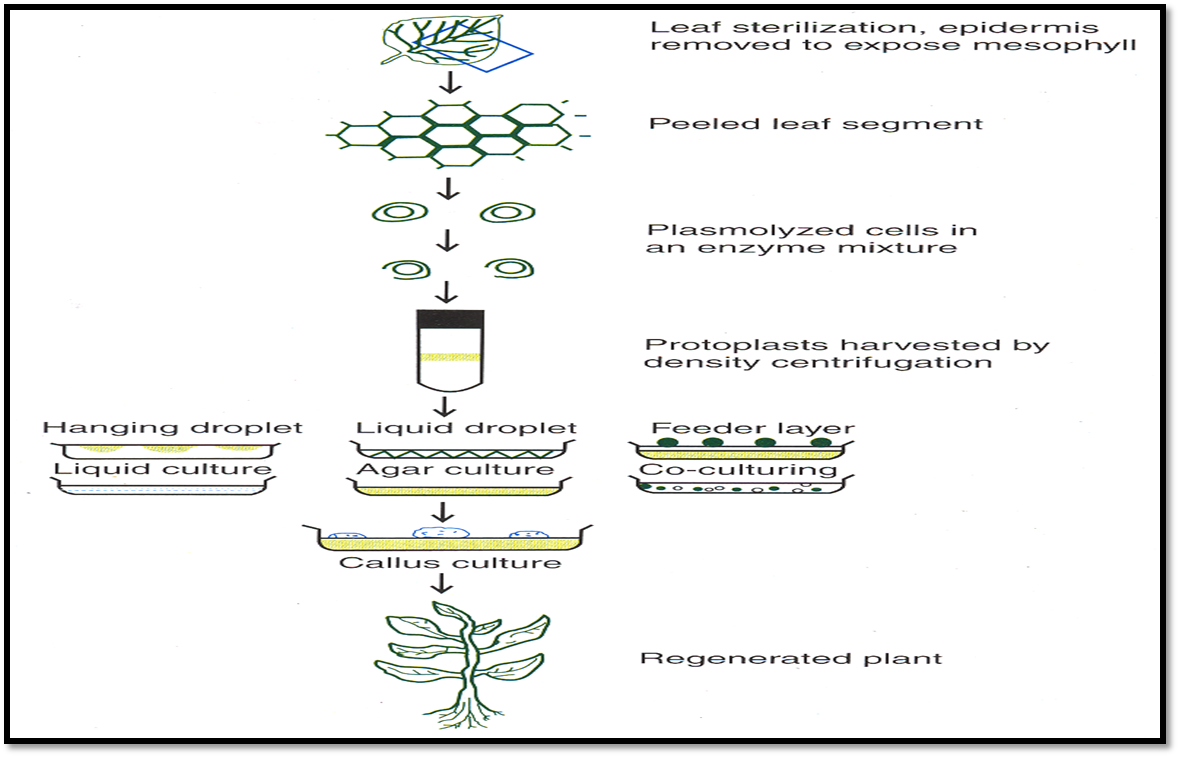 Leaf sterilization, epidermis
removed to expose mesophyll
Peeled leaf segment
Plasmolyzed cells in
an enzyme mixture
Protoplasts harvested by
density centrifugation
Hanging droplet
Liquid droplet
Feeder layer
Liquid culture
Agar culture
Co-culturing
Callus culture
Regenerated plant